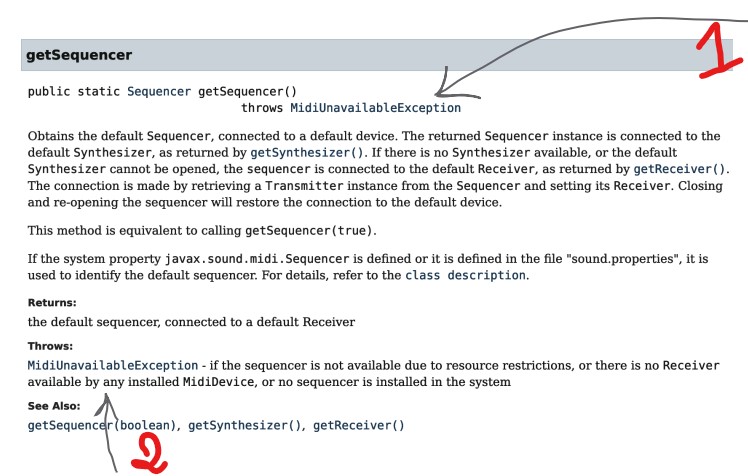 1
getSequencer
public static Sequencer getSequencer()
throws MidiUnavailableException
Obtains the default Sequencer, connected to a default device. The returned Sequencer instance is connected to the
default Synthesizer, as returned by getSynthesizer(). If there is no Synthesizer available, or the default
Synthesizer cannot be opened, the sequencer is connected to the default Receiver, as returned by getReceiver().
The connection is made by retrieving a Transmitter instance from the Sequencer and setting its Receiver. Closing
and re-opening the sequencer will restore the connection to the default device.
This method is equivalent to calling getSequencer(true).
If the system property javax.sound.midi.Sequencer is defined or it is defined in the file "sound.properties", it is
used to identify the default sequencer. For details, refer to the class description.
Returns:
the default sequencer, connected to a default Receiver
Throws:
MidiUnavailableException - if the sequencer is not available due to resource restrictions, or there is no Receiver
available by any installed MidiDevice, or no sequencer is installed in the system
See Also:
getSequencer(boolean), getSynthesizer(), getReceiver()
2